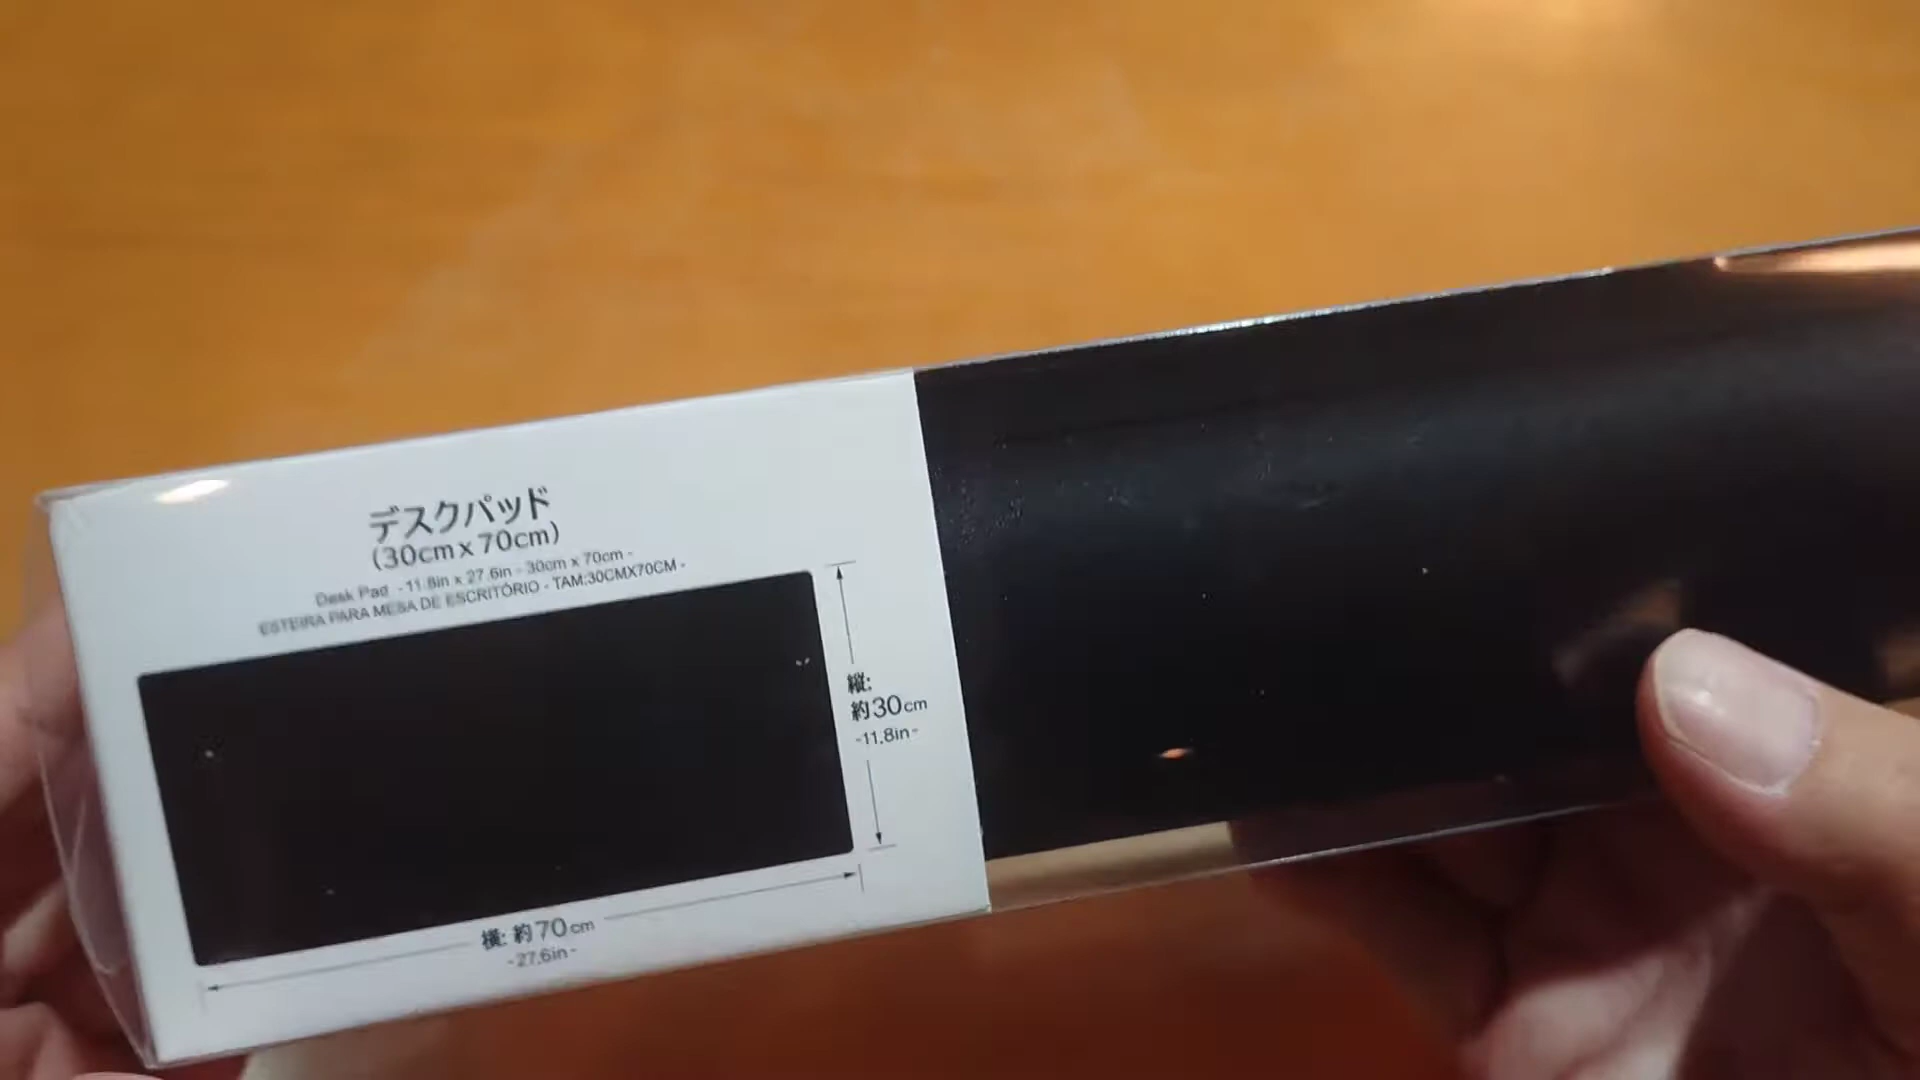 デスクパッド
(30cm x 70cm)
Desk Pad - 11.8in x 27.6in - 30cm x 70cm -
ESTEIRA PARA MESA DE ESCRITÓRIO - TAM:30CMX70CM -
縦:
約30cm
-11.8in-
横: 約70cm
-27.6in-